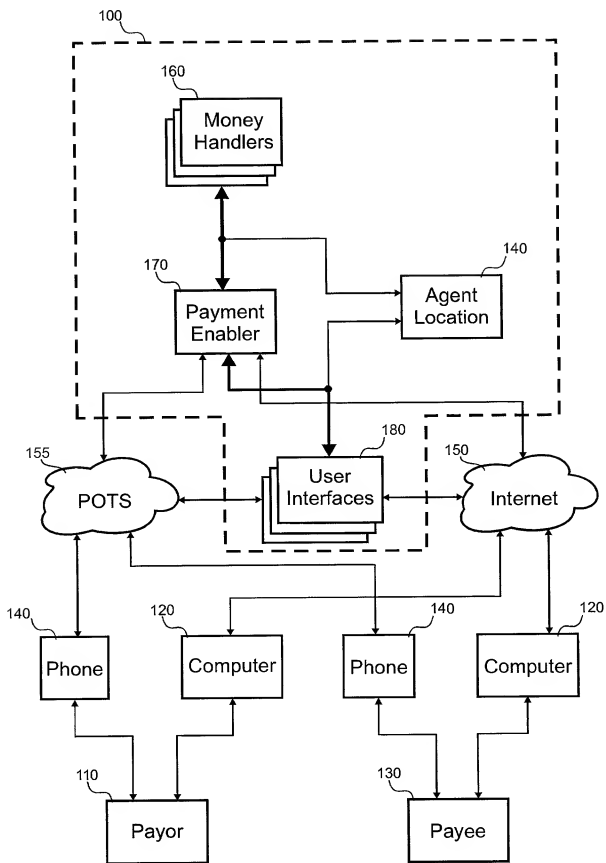 100
160
Money
Handlers
170
140
Payment
Enabler
Agent
Location
155
180
150
POTS
User
Interfaces
Internet
140
120
140
120
Phone
Computer
Phone
Computer
110
130
Payor
Payee